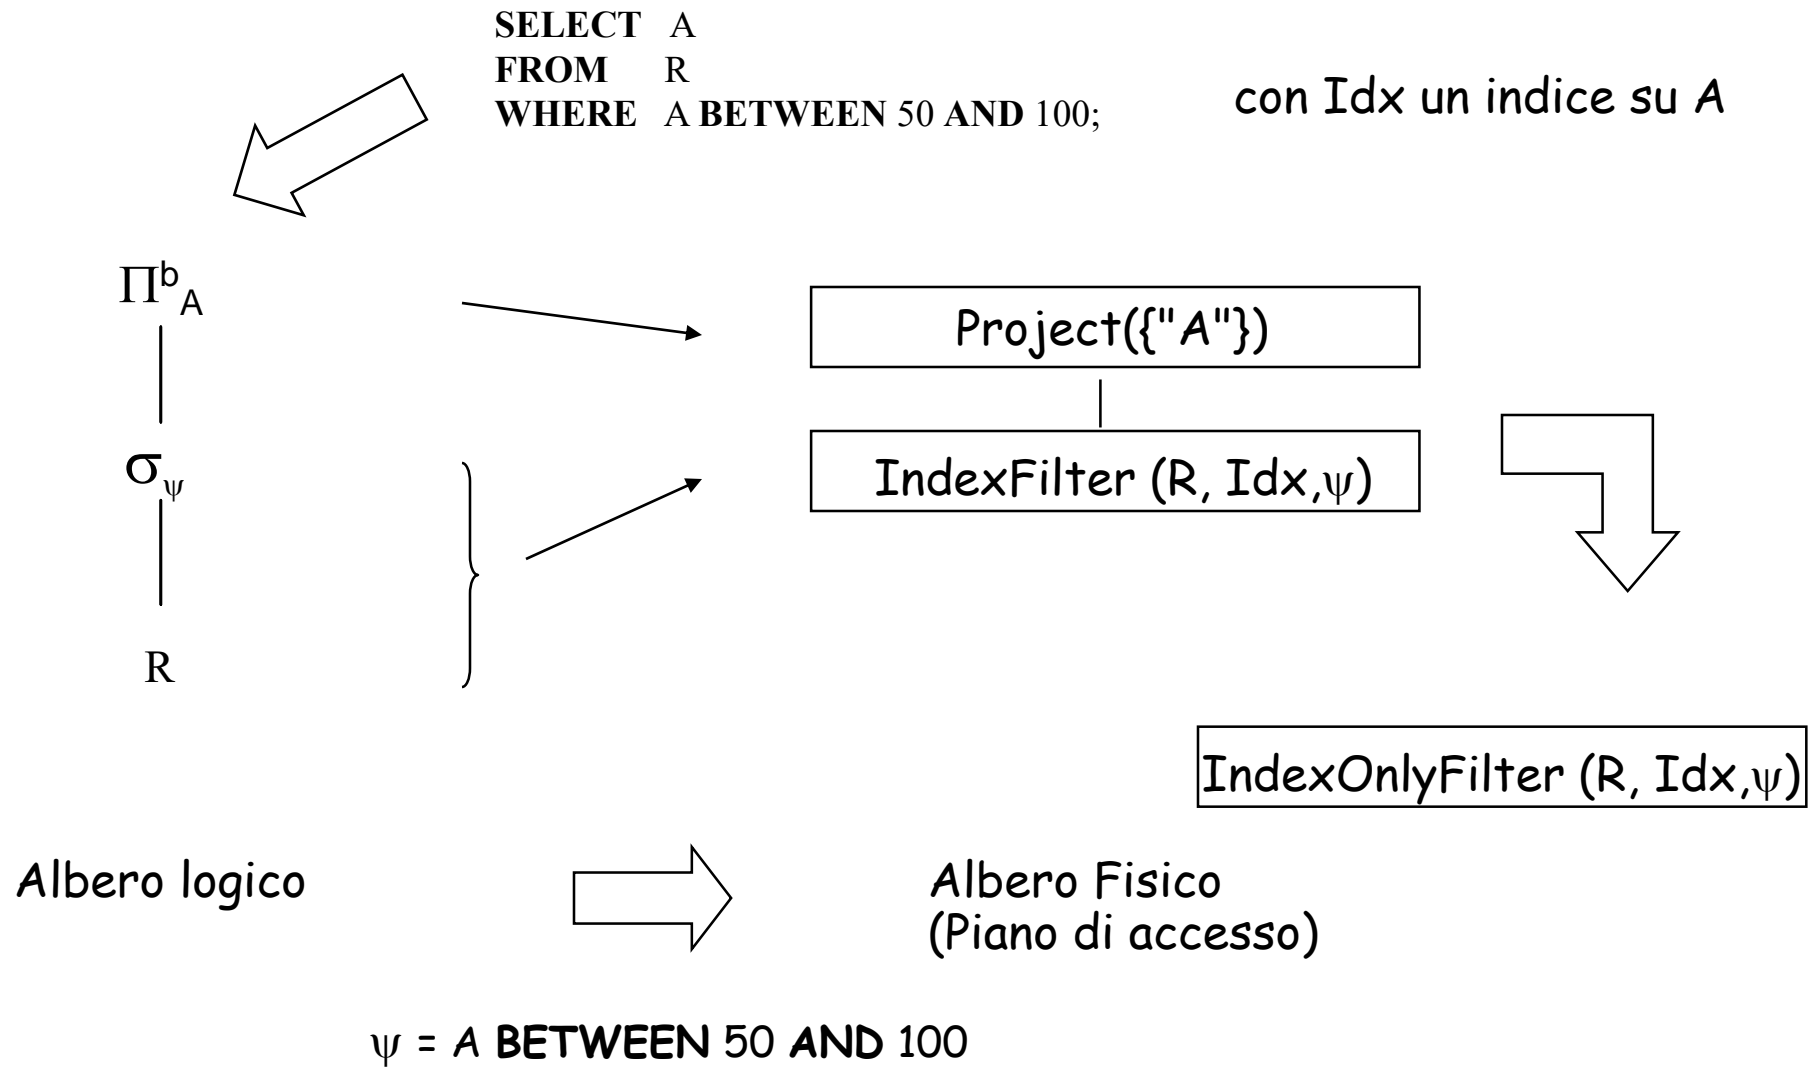 SELECT A
FROM R
WHERE A BETWEEN 50 AND 100;
con Idx un indice su A
Πᵇ_A
Project({"A"})
σ_ψ
IndexFilter (R, Idx,ψ)
R
IndexOnlyFilter (R, Idx,ψ)
Albero logico
Albero Fisico
(Piano di accesso)
ψ = A BETWEEN 50 AND 100